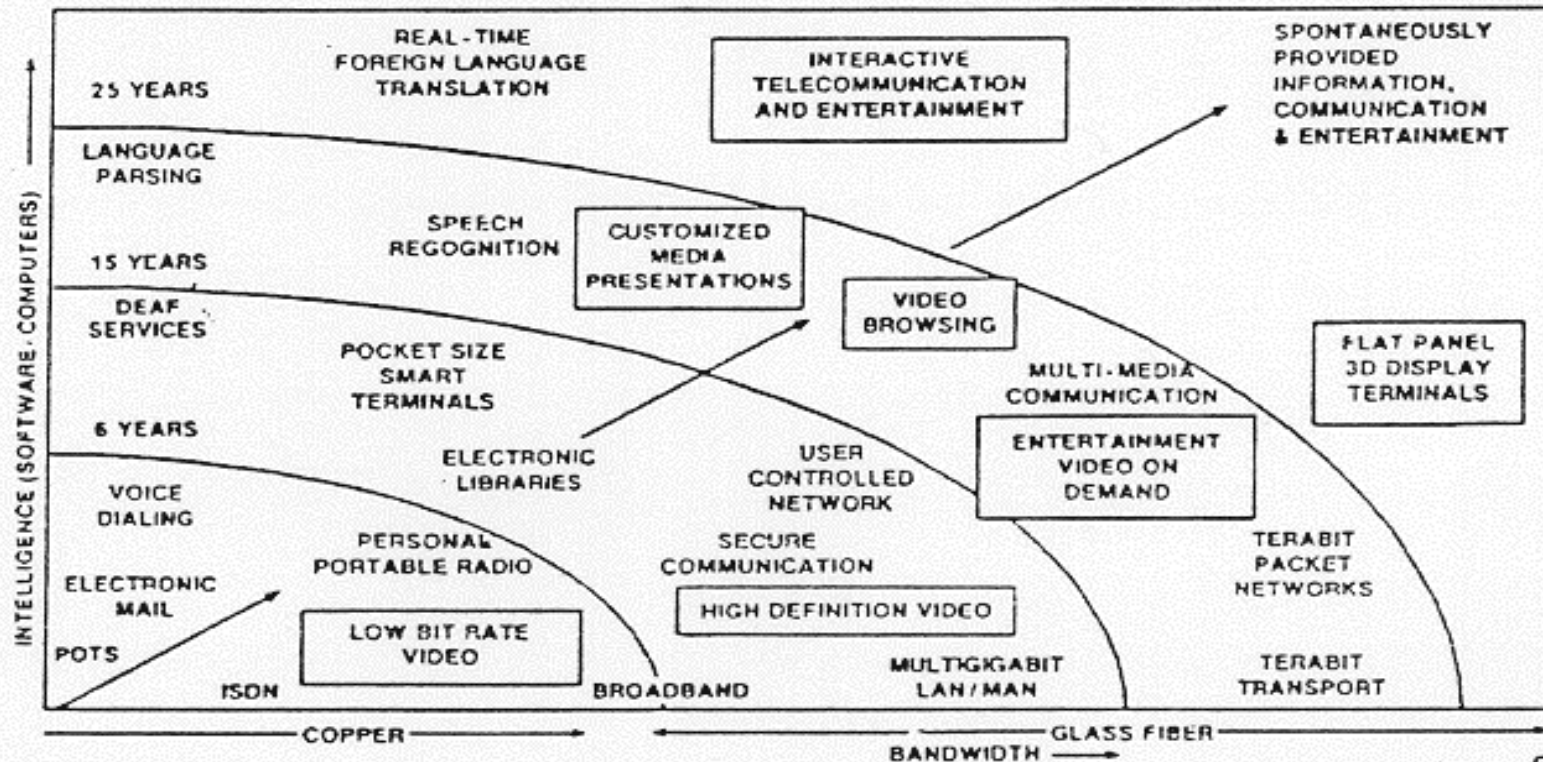 REAL-TIME
FOREIGN LANGUAGE
TRANSLATION
INTERACTIVE
TELECOMMUNICATION
AND ENTERTAINMENT
SPONTANEOUSLY
PROVIDED
INFORMATION,
COMMUNICATION
& ENTERTAINMENT
25 YEARS
LANGUAGE
PARSING
SPEECH
REGOGNITION
CUSTOMIZED
MEDIA
PRESENTATIONS
15 YEARS
DEAF
SERVICES
VIDEO
BROWSING
POCKET SIZE
SMART
TERMINALS
MULTI-MEDIA
COMMUNICATION
FLAT PANEL
3D DISPLAY
TERMINALS
6 YEARS
ELECTRONIC
LIBRARIES
USER
CONTROLLED
NETWORK
ENTERTAINMENT
VIDEO ON
DEMAND
VOICE
DIALING
PERSONAL
PORTABLE RADIO
SECURE
COMMUNICATION
TERABIT
PACKET
NETWORKS
ELECTRONIC
MAIL
HIGH DEFINITION VIDEO
LOW BIT RATE
VIDEO
POTS
ISDN
BROADBAND
MULTIGIGABIT
LAN/MAN
TERABIT
TRANSPORT
INTELLIGENCE (SOFTWARE, COMPUTERS)
COPPER
GLASS FIBER
BANDWIDTH